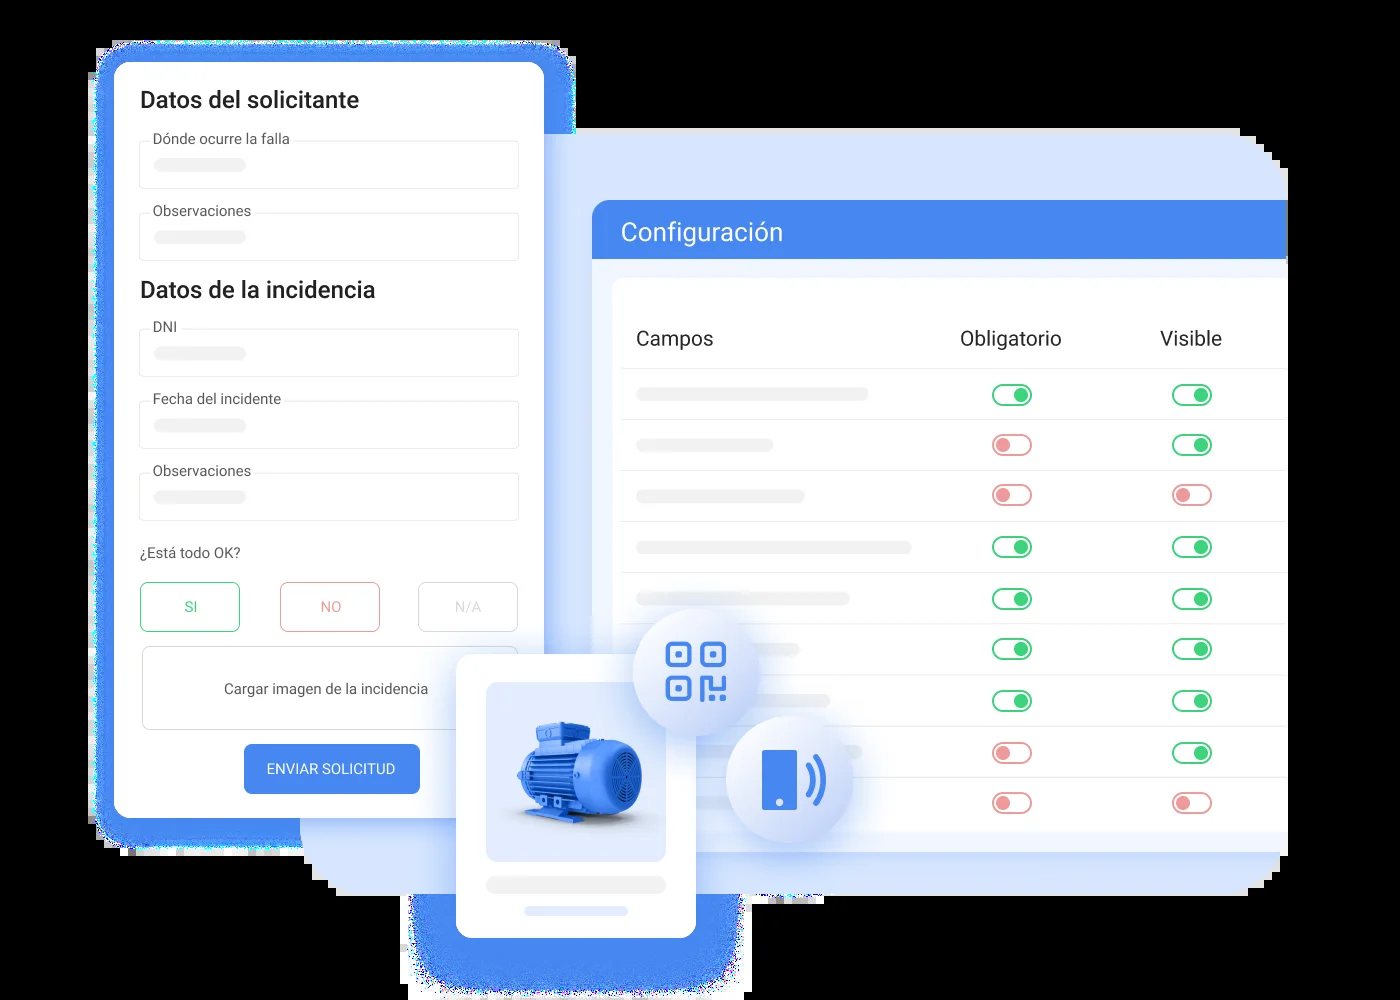 Datos del solicitante
Dónde ocurre la falla
Observaciones
Datos de la incidencia
DNI
Fecha del incidente
Observaciones
¿Está todo OK?
SI NO N/A
Cargar imagen de la incidencia
ENVIAR SOLICITUD
Configuración
Campos Obligatorio Visible